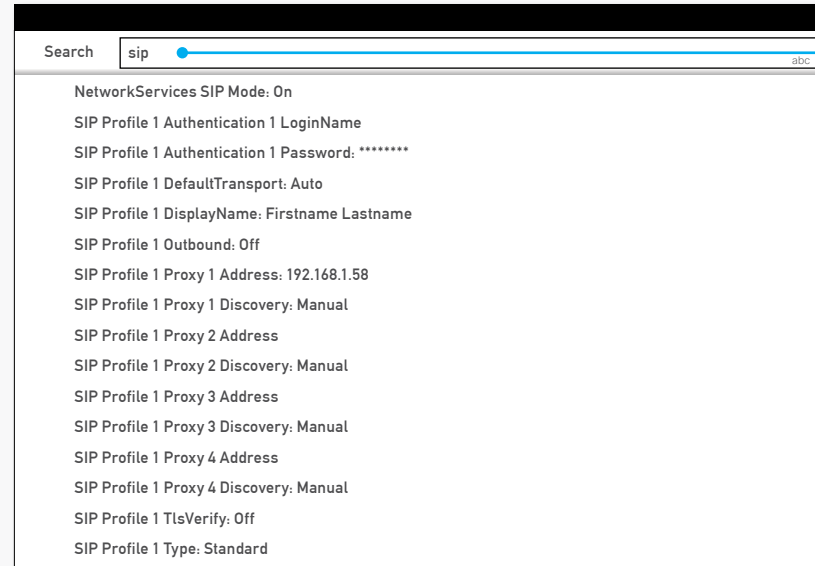 Search sip
abc
NetworkServices SIP Mode: On
SIP Profile 1 Authentication 1 LoginName
SIP Profile 1 Authentication 1 Password: ********
SIP Profile 1 DefaultTransport: Auto
SIP Profile 1 DisplayName: Firstname Lastname
SIP Profile 1 Outbound: Off
SIP Profile 1 Proxy 1 Address: 192.168.1.58
SIP Profile 1 Proxy 1 Discovery: Manual
SIP Profile 1 Proxy 2 Address
SIP Profile 1 Proxy 2 Discovery: Manual
SIP Profile 1 Proxy 3 Address
SIP Profile 1 Proxy 3 Discovery: Manual
SIP Profile 1 Proxy 4 Address
SIP Profile 1 Proxy 4 Discovery: Manual
SIP Profile 1 TlsVerify: Off
SIP Profile 1 Type: Standard